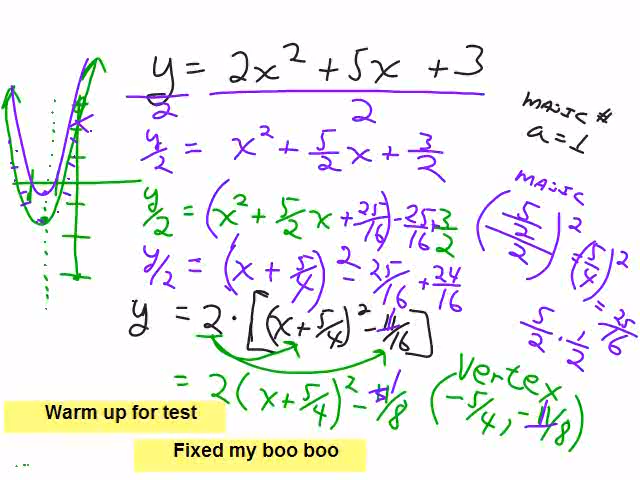 y = 2x² + 5x + 3
2 2
magic #
a = 1
y/2 = x² + 5/2 x + 3/2
magic
y/2 = (x² + 5/2 x + 25/16) - 25/16 + 3/2
((5/2)/2)²
y/2 = (x + 5/4)² - 25/16 + 24/16
= (5/4)²
= 25/16
5/2 · 1/2
y = 2 · [(x + 5/4)² - 1/16]
= 2(x + 5/4)² - 1/8
vertex
(-5/4, -1/8)
Warm up for test
Fixed my boo boo